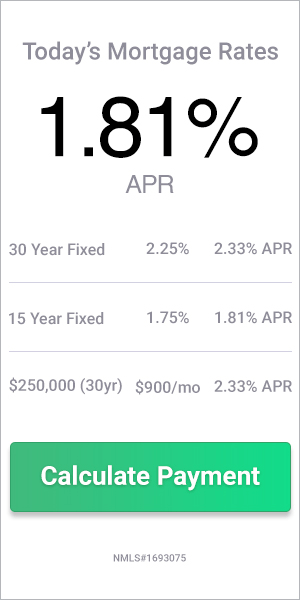 Today's Mortgage Rates
1.81%
APR
30 Year Fixed 2.25% 2.33% APR
15 Year Fixed 1.75% 1.81% APR
$250,000 (30yr) $900/mo 2.33% APR
Calculate Payment
NMLS#1693075